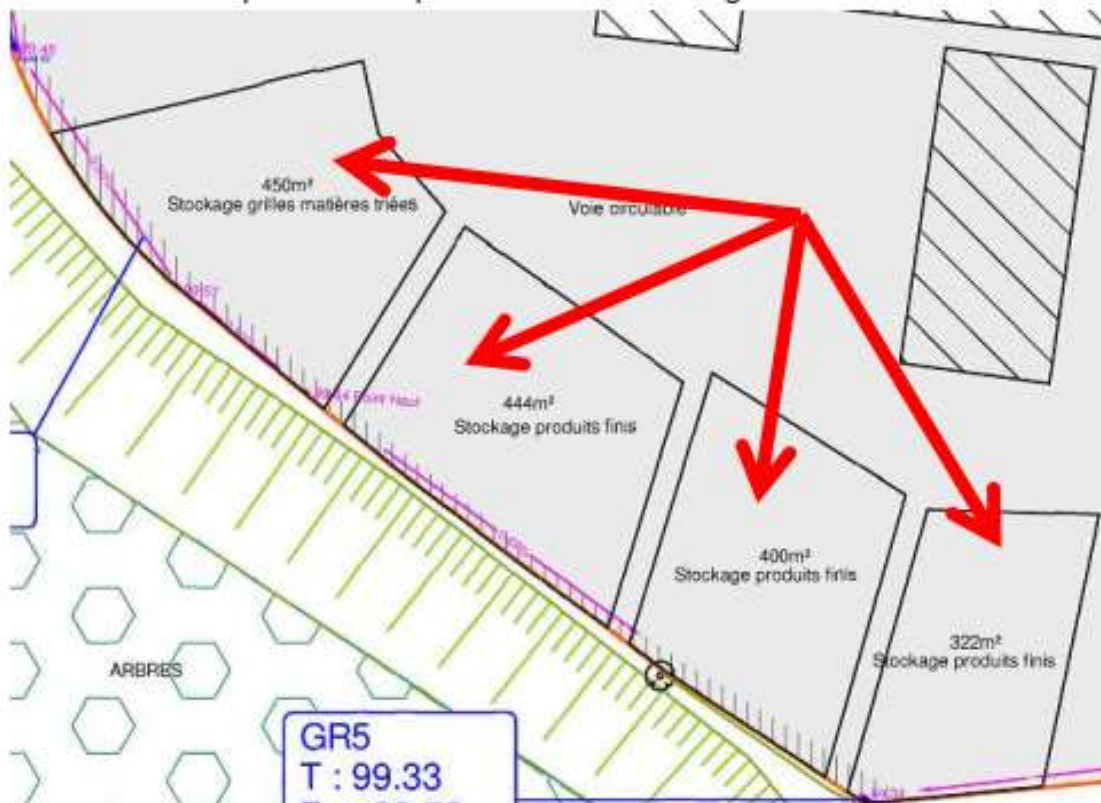 450m²
Stockage grilles matières triées
Voie circulable
444m²
Stockage produits finis
400m²
Stockage produits finis
322m²
Stockage produits finis
ARBRES
GR5
T : 99.33